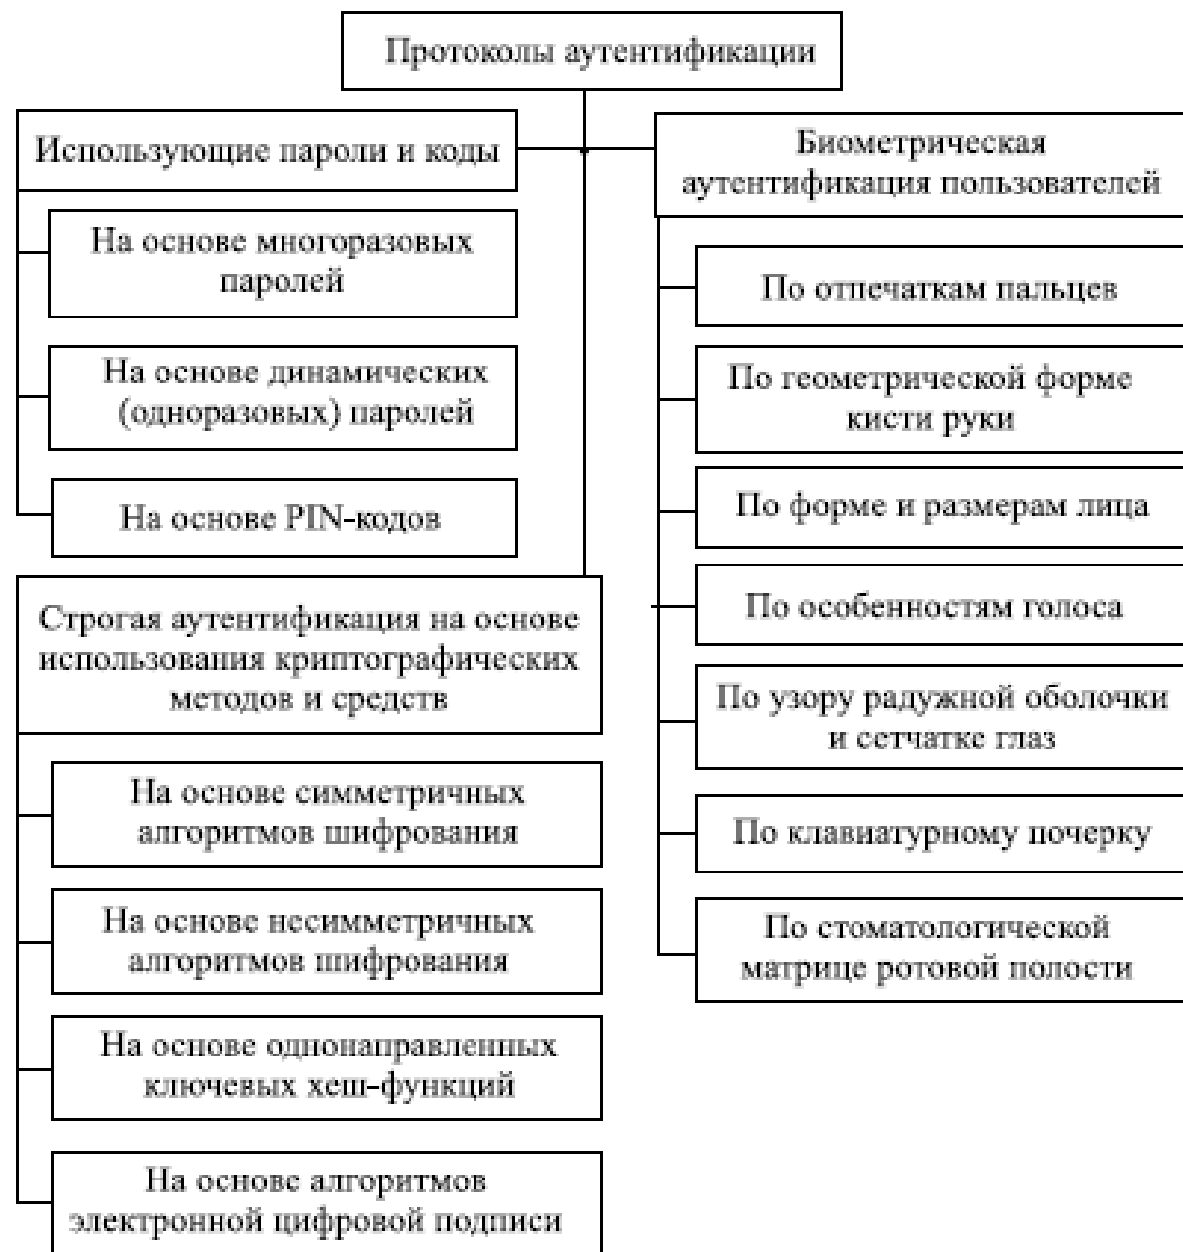 Протоколы аутентификации
Использующие пароли и коды
На основе многоразовых
паролей
На основе динамических
(одноразовых) паролей
На основе PIN-кодов
Строгая аутентификация на основе
использования криптографических
методов и средств
На основе симметричных
алгоритмов шифрования
На основе несимметричных
алгоритмов шифрования
На основе однонаправленных
ключевых хеш-функций
На основе алгоритмов
электронной цифровой подписи
Биометрическая
аутентификация пользователей
По отпечаткам пальцев
По геометрической форме
кисти руки
По форме и размерам лица
По особенностям голоса
По узору радужной оболочки
и сетчатке глаз
По клавиатурному почерку
По стоматологической
матрице ротовой полости